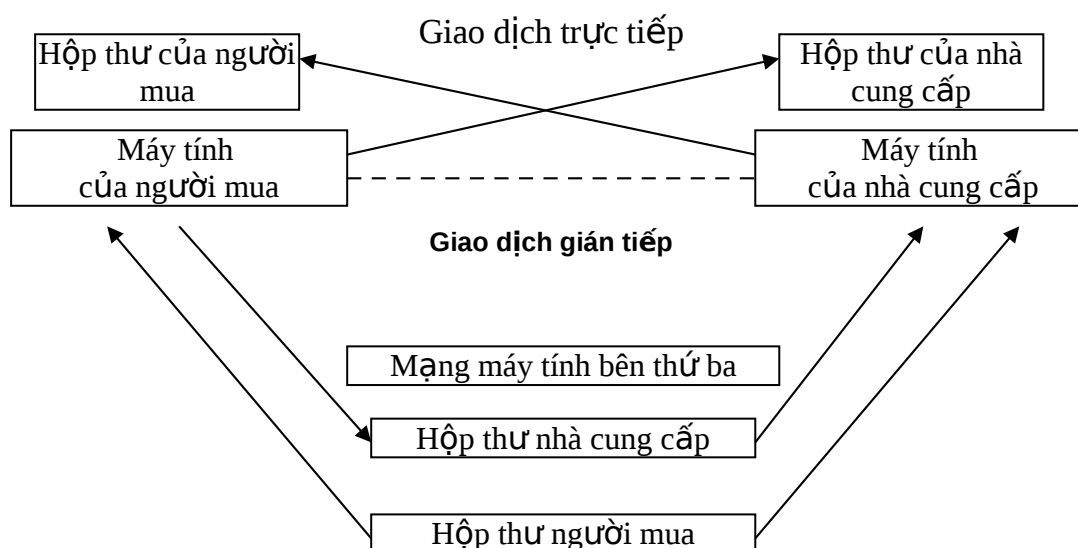 Giao dịch trực tiếp
Hộp thư của người
mua
Hộp thư của nhà
cung cấp
Máy tính
của người mua
Máy tính
của nhà cung cấp
Giao dịch gián tiếp
Mạng máy tính bên thứ ba
Hộp thư nhà cung cấp
Hộp thư người mua